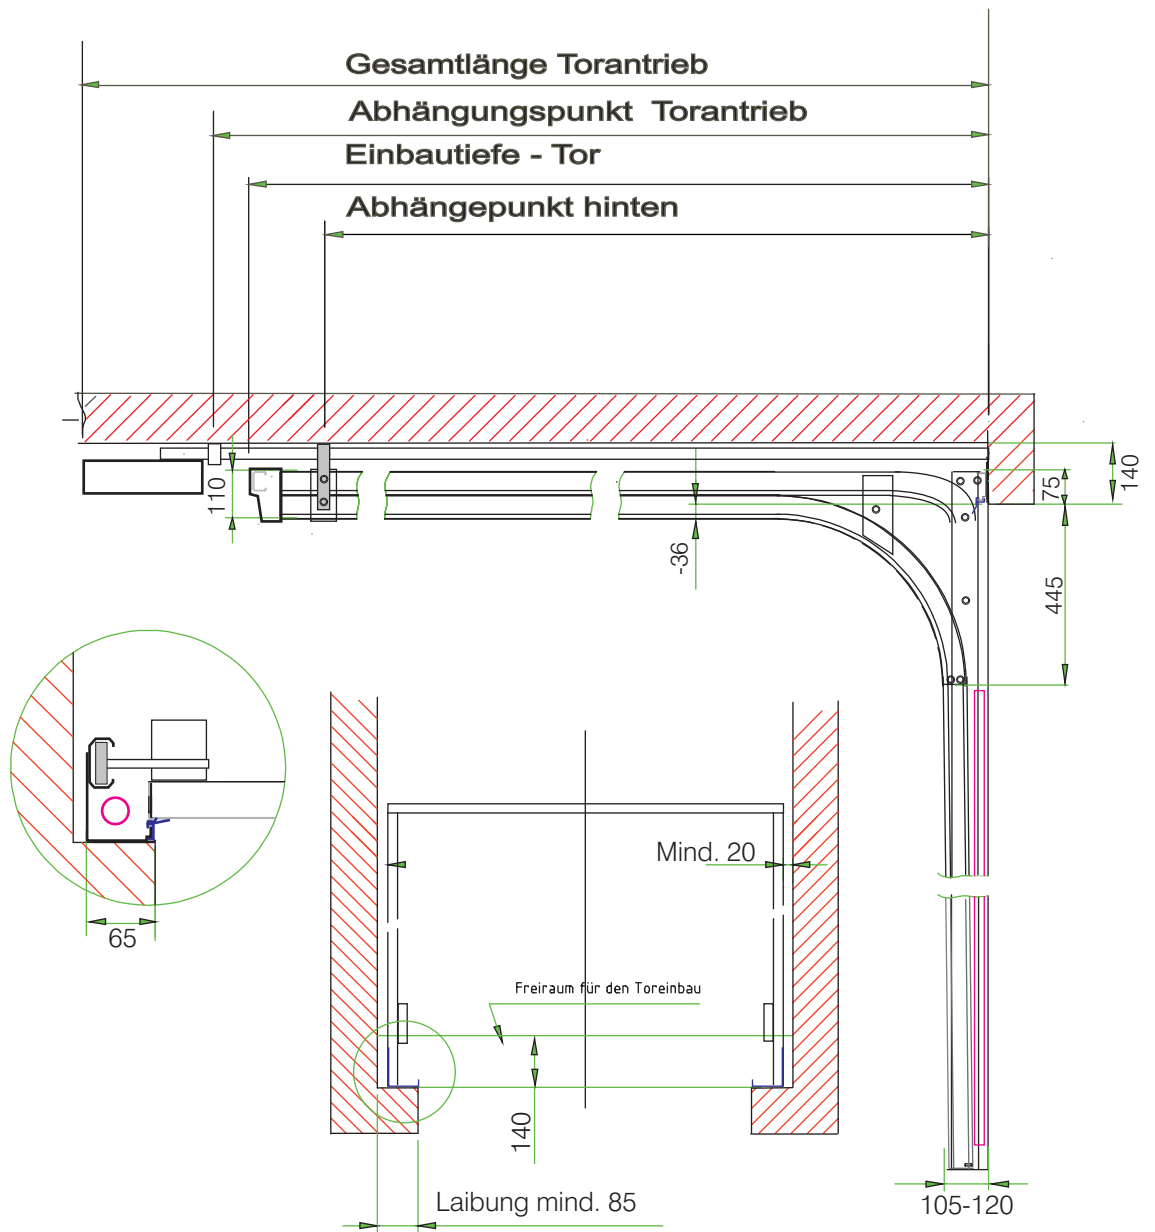 Gesamtlänge Torantrieb
Abhängungspunkt Torantrieb
Einbautiefe - Tor
Abhängepunkt hinten
110
-36
75
140
445
65
Mind. 20
Freiraum für den Toreinbau
140
Laibung mind. 85
105-120